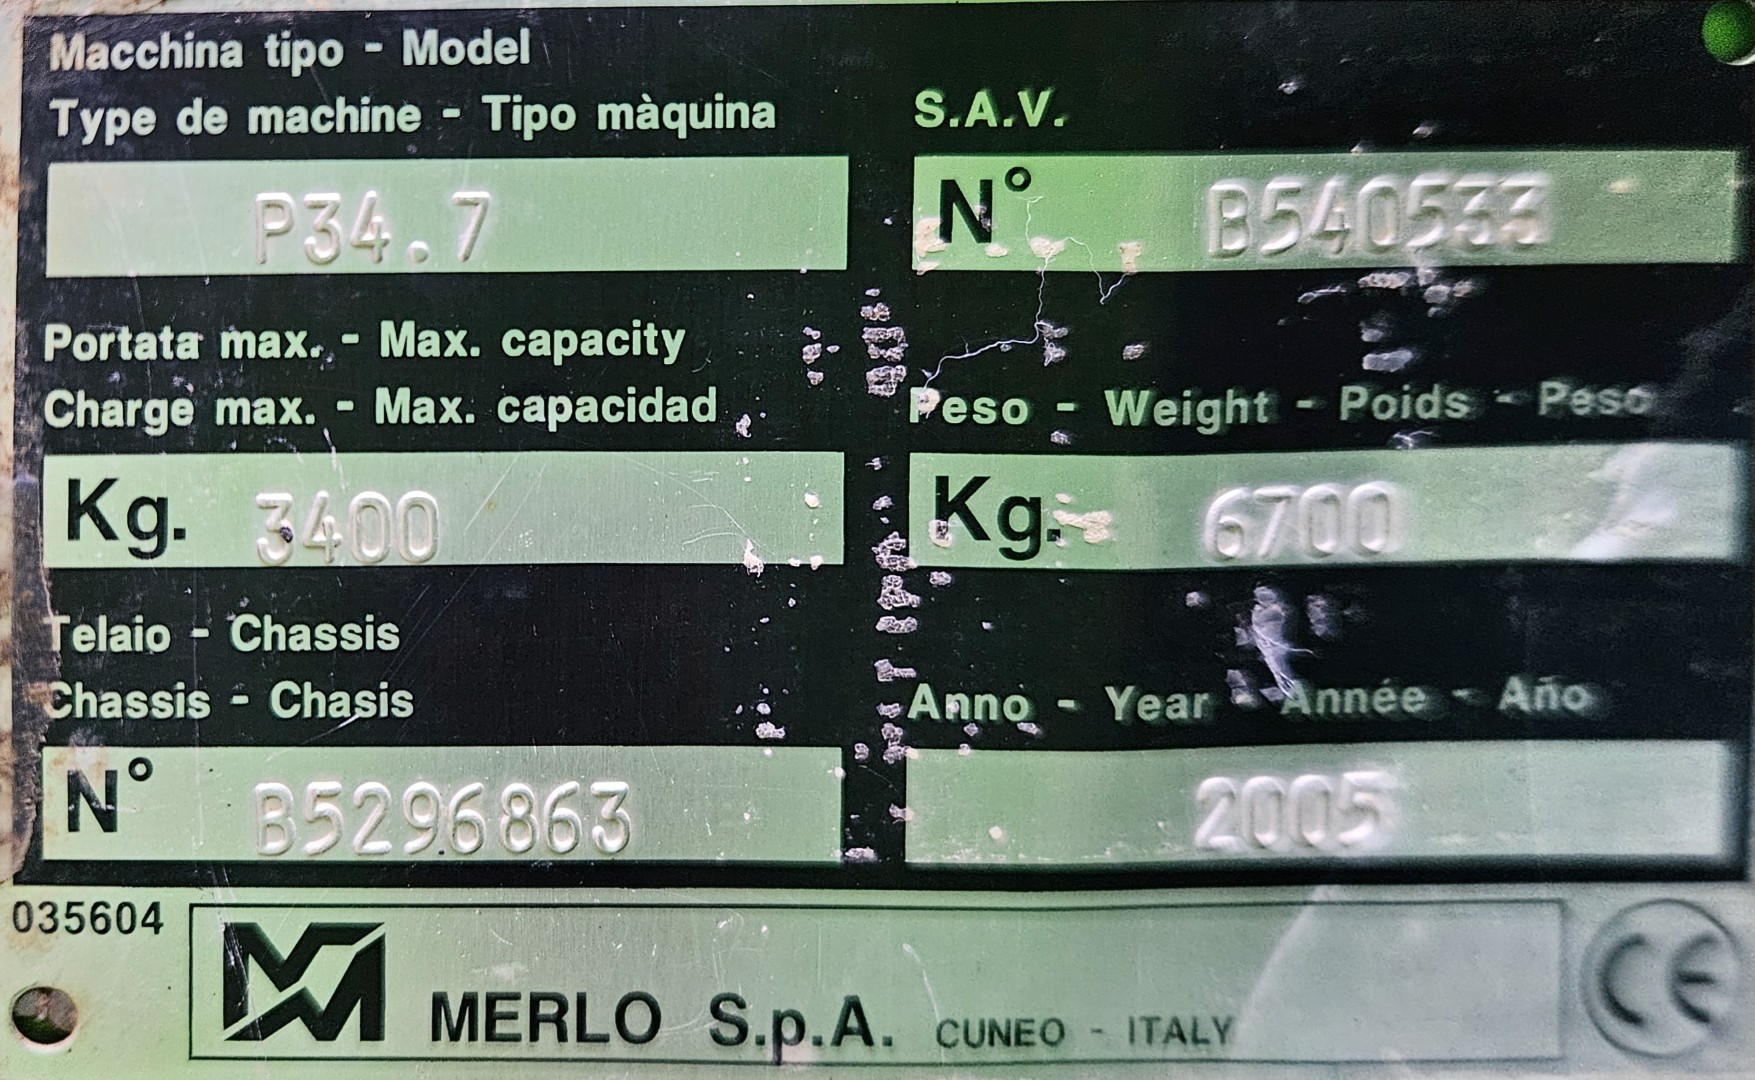 Macchina tipo - Model
Type de machine - Tipo màquina
P34.7
S.A.V.
N° B540533
Portata max. - Max. capacity
Charge max. - Max. capacidad
Kg. 3400
Peso - Weight - Poids - Peso
Kg. 6700
Telaio - Chassis
Chassis - Chasis
N° B5296863
Anno - Year - Année - Año
2005
035604
MERLO S.p.A. CUNEO - ITALY
CE